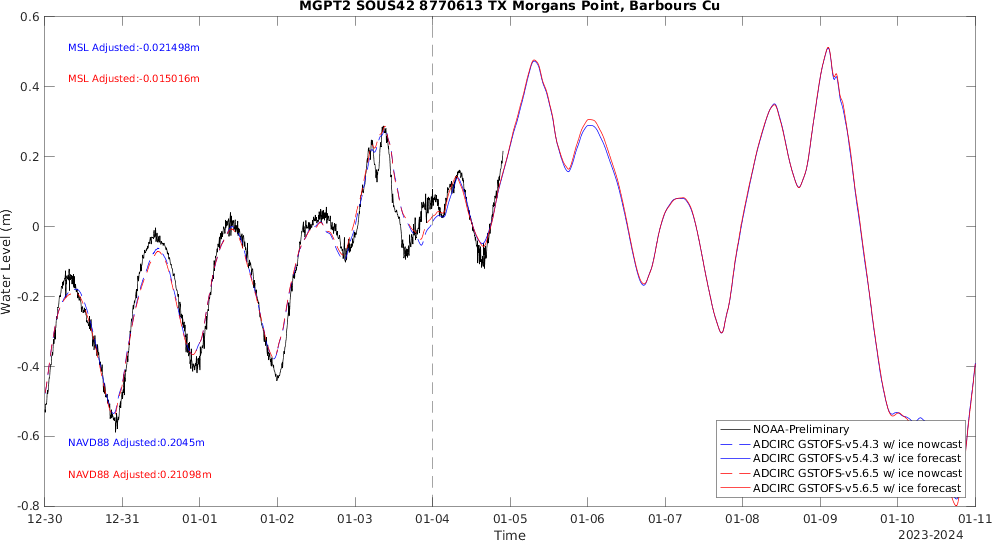 MGPT2 SOUS42 8770613 TX Morgans Point, Barbours Cu
MSL Adjusted:-0.021498m
MSL Adjusted:-0.015016m
NAVD88 Adjusted:0.2045m
NAVD88 Adjusted:0.21098m
Water Level (m)
0.6
0.4
0.2
0
-0.2
-0.4
-0.6
-0.8
NOAA-Preliminary
ADCIRC GSTOFS-v5.4.3 w/ ice nowcast
ADCIRC GSTOFS-v5.4.3 w/ ice forecast
ADCIRC GSTOFS-v5.6.5 w/ ice nowcast
ADCIRC GSTOFS-v5.6.5 w/ ice forecast
12-30 12-31 01-01 01-02 01-03 01-04 01-05 01-06 01-07 01-08 01-09 01-10 01-11
Time
2023-2024